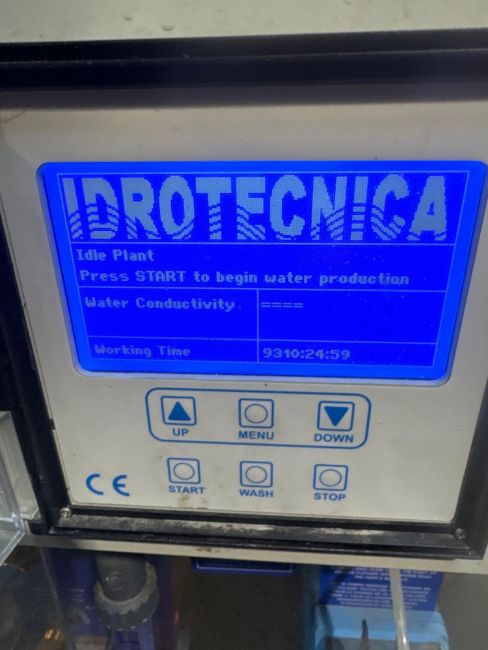 IDROTECNICA
Idle Plant
Press START to begin water production
Water Conductivity ====
Working Time 9310:24:59
UP MENU DOWN
CE
START WASH STOP